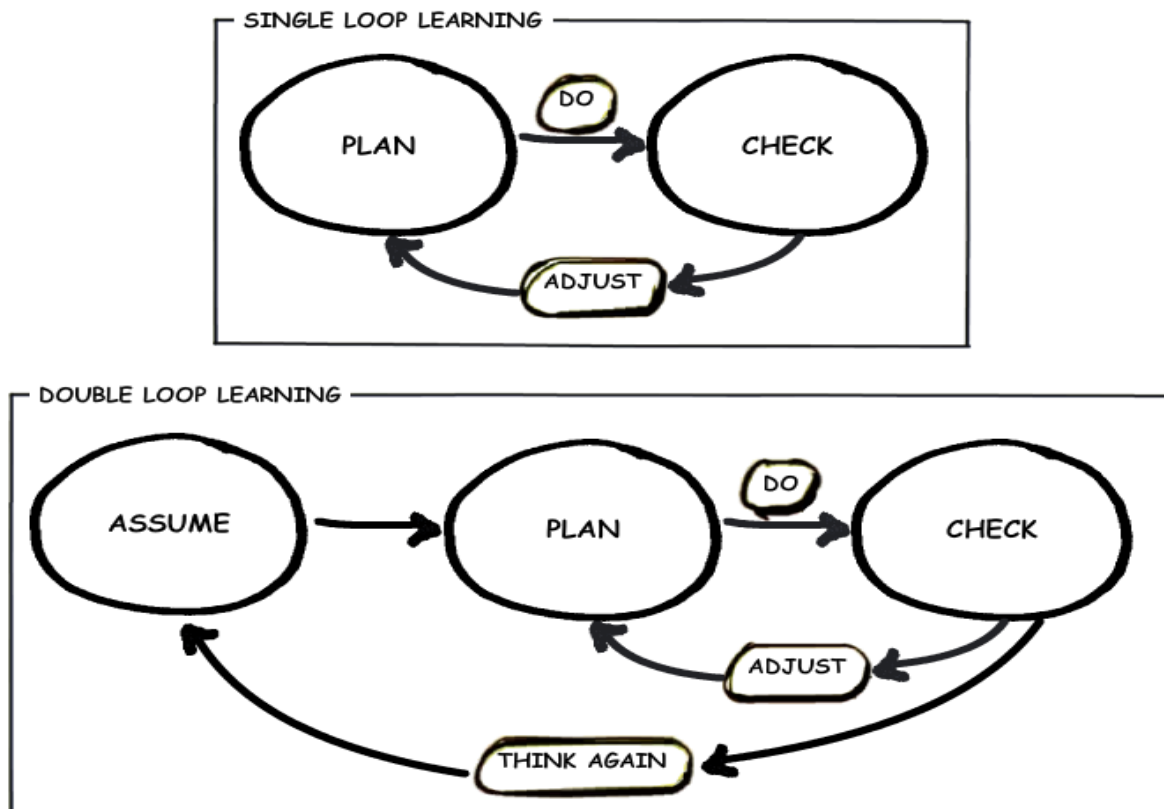 SINGLE LOOP LEARNING
DO
PLAN
CHECK
ADJUST
DOUBLE LOOP LEARNING
DO
ASSUME
PLAN
CHECK
ADJUST
THINK AGAIN